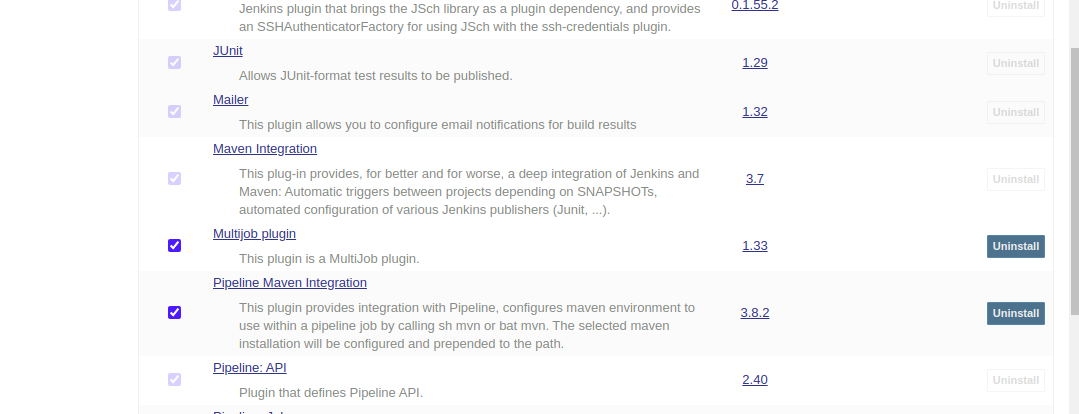 Jenkins plugin that brings the JSch library as a plugin dependency, and provides
an SSHAuthenticatorFactory for using JSch with the ssh-credentials plugin.
0.1.55.2
Uninstall
JUnit
Allows JUnit-format test results to be published.
1.29
Uninstall
Mailer
This plugin allows you to configure email notifications for build results
1.32
Uninstall
Maven Integration
This plug-in provides, for better and for worse, a deep integration of Jenkins and
Maven: Automatic triggers between projects depending on SNAPSHOTs,
automated configuration of various Jenkins publishers (Junit, ...).
3.7
Uninstall
Multijob plugin
This plugin is a MultiJob plugin.
1.33
Uninstall
Pipeline Maven Integration
This plugin provides integration with Pipeline, configures maven environment to
use within a pipeline job by calling sh mvn or bat mvn. The selected maven
installation will be configured and prepended to the path.
3.8.2
Uninstall
Pipeline: API
Plugin that defines Pipeline API.
2.40
Uninstall